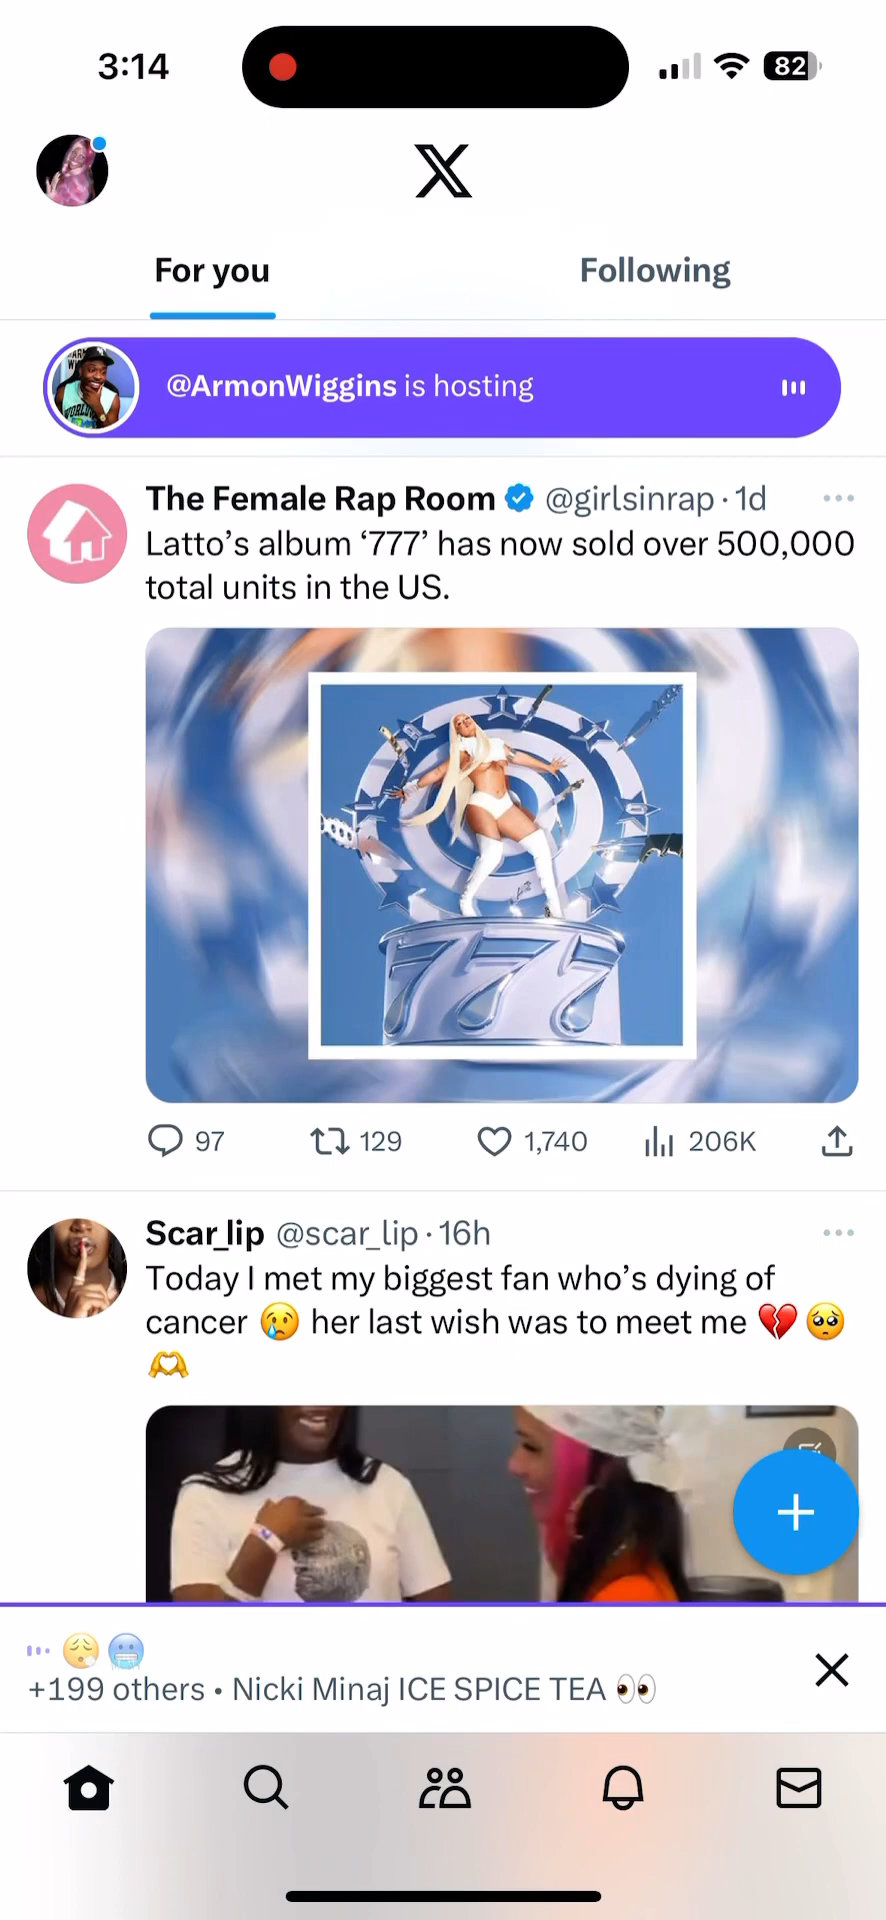 3:14
82
For you
Following
@ArmonWiggins is hosting
The Female Rap Room @girlsinrap · 1d
Latto’s album ‘777’ has now sold over 500,000
total units in the US.
777
97
129
1,740
206K
Scar_lip @scar_lip · 16h
Today I met my biggest fan who’s dying of
cancer 😢 her last wish was to meet me 💔 🥺
🫶
+199 others • Nicki Minaj ICE SPICE TEA 👀